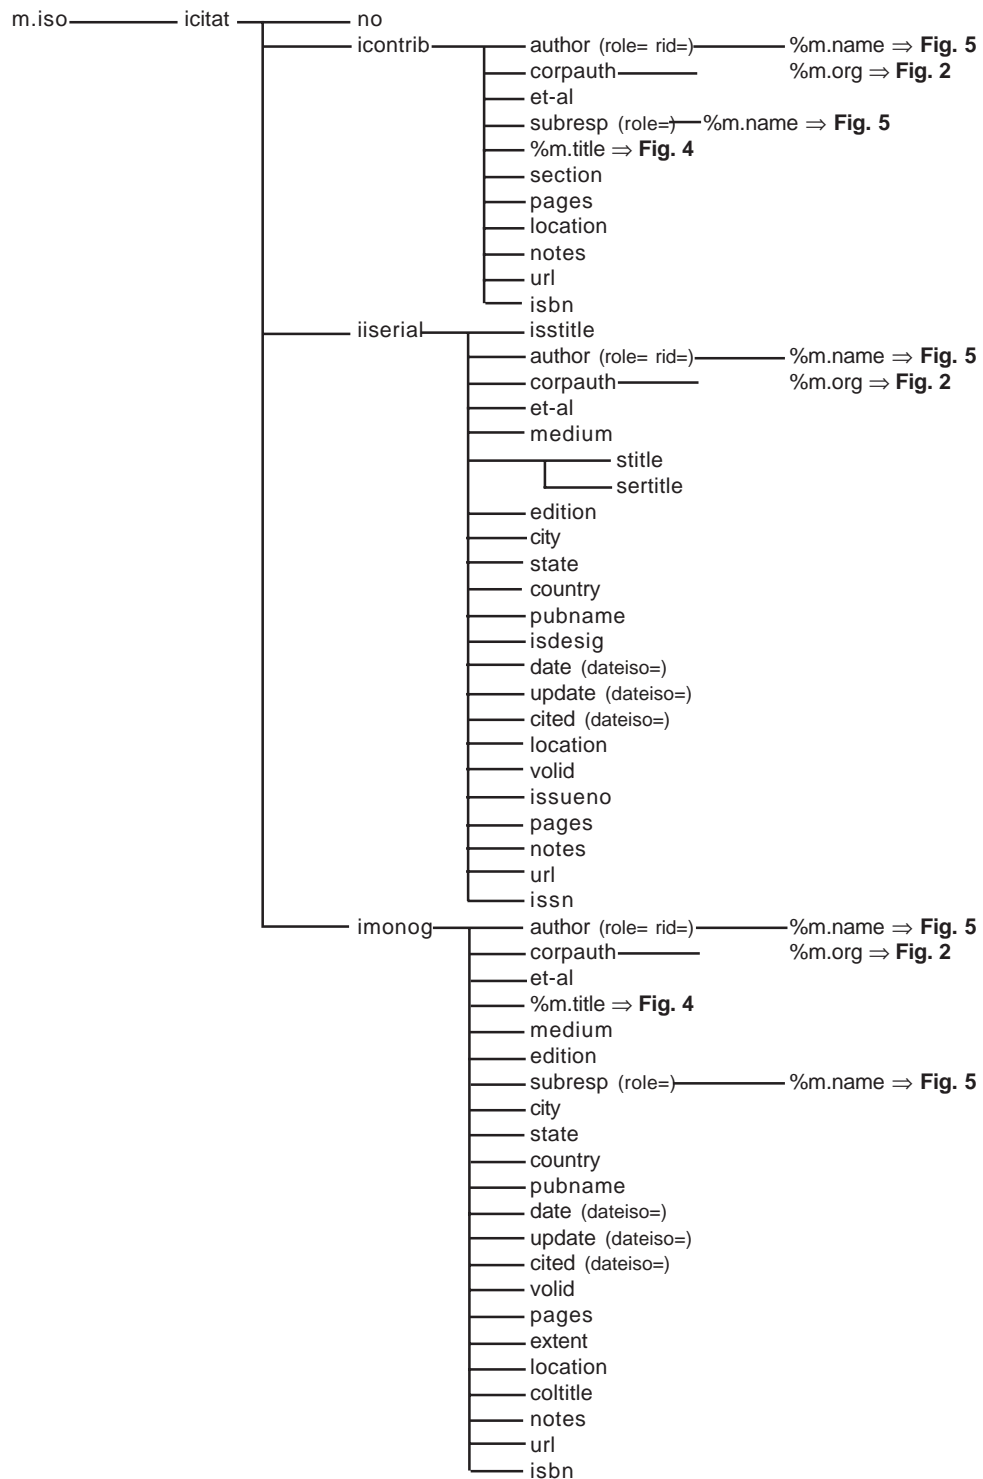 m.iso icitat no
icontrib author (role= rid=) %m.name ⇒ Fig. 5
corpauth %m.org ⇒ Fig. 2
et-al
subresp (role=) %m.name ⇒ Fig. 5
%m.title ⇒ Fig. 4
section
pages
location
notes
url
isbn
iiserial isstitle
author (role= rid=) %m.name ⇒ Fig. 5
corpauth %m.org ⇒ Fig. 2
et-al
medium
stitle
sertitle
edition
city
state
country
pubname
isdesig
date (dateiso=)
update (dateiso=)
cited (dateiso=)
location
volid
issueno
pages
notes
url
issn
imonog author (role= rid=) %m.name ⇒ Fig. 5
corpauth %m.org ⇒ Fig. 2
et-al
%m.title ⇒ Fig. 4
medium
edition
subresp (role=) %m.name ⇒ Fig. 5
city
state
country
pubname
date (dateiso=)
update (dateiso=)
cited (dateiso=)
volid
pages
extent
location
coltitle
notes
url
isbn